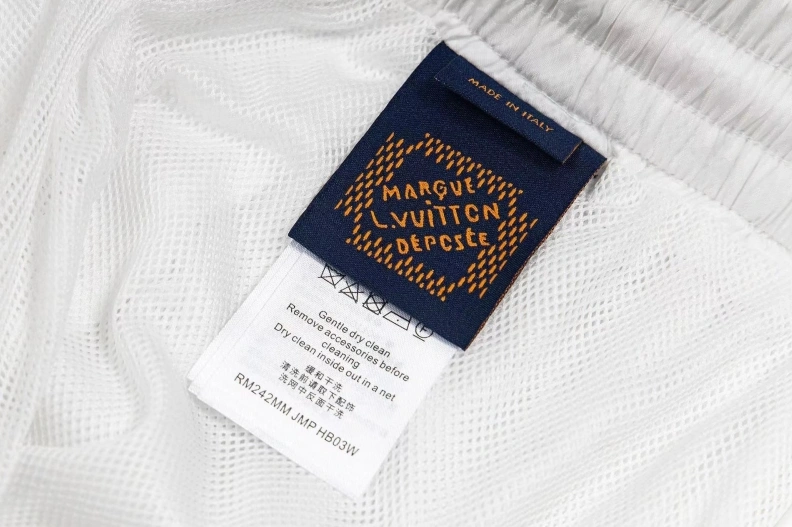 MADE IN ITALY
MARQUE
L.VUITTON
DÉPOSÉE
Gentle dry clean
Remove accessories before
cleaning
Dry clean inside out in a net
缓和干洗
清洗前请取下配饰
洗网中反面干洗
RM242MM JMP HB03W